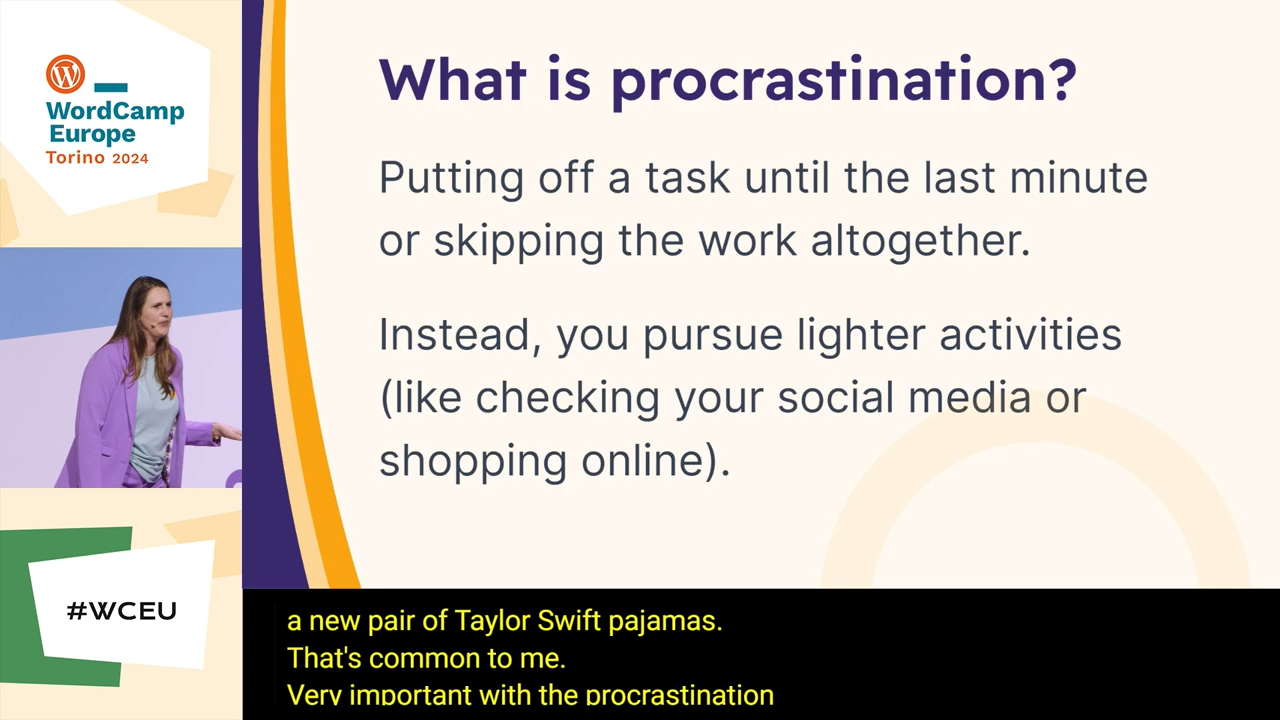 WordCamp
Europe
Torino 2024
#WCEU
What is procrastination?
Putting off a task until the last minute
or skipping the work altogether.
Instead, you pursue lighter activities
(like checking your social media or
shopping online).
a new pair of Taylor Swift pajamas.
That's common to me.
Very important with the procrastination